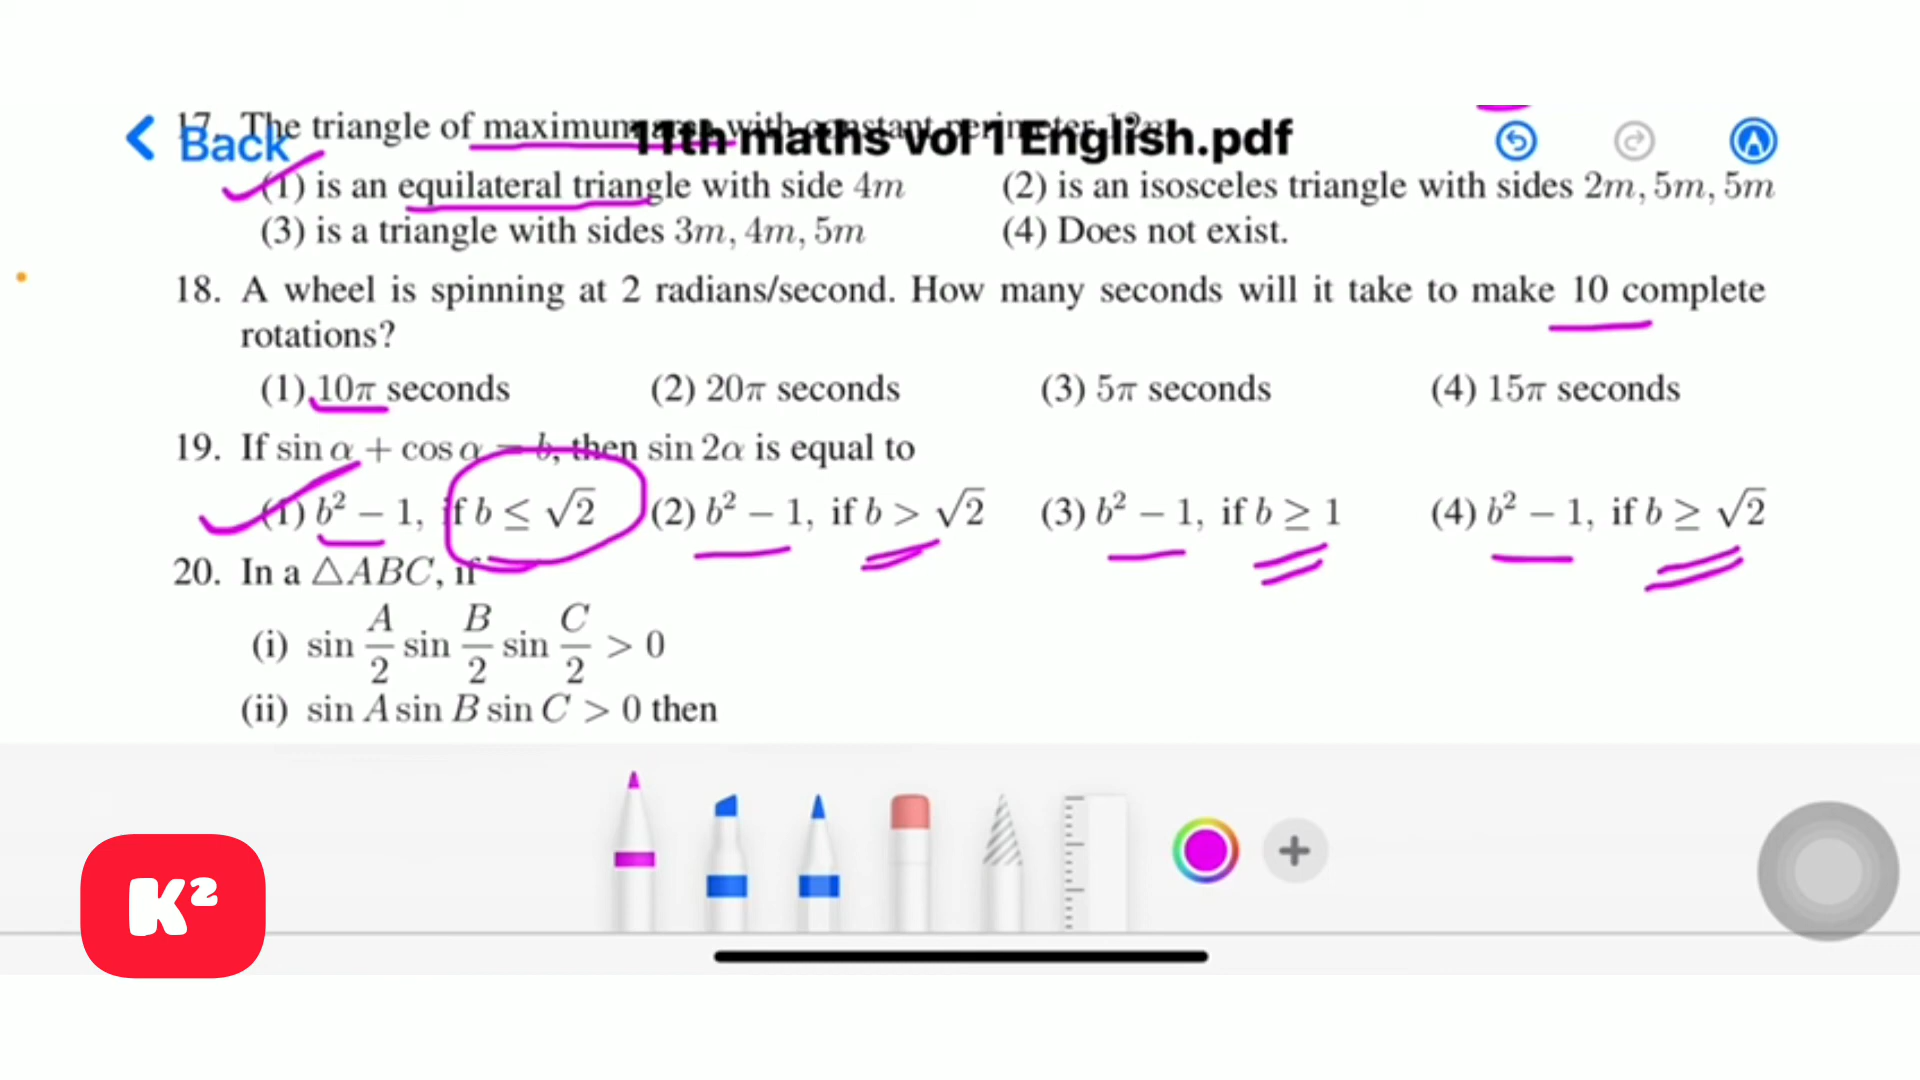 17. The triangle of maximum area with constant perimeter 12m
Back
11th maths vol 1 English.pdf
(1) is an equilateral triangle with side 4m (2) is an isosceles triangle with sides 2m, 5m, 5m
(3) is a triangle with sides 3m, 4m, 5m (4) Does not exist.
18. A wheel is spinning at 2 radians/second. How many seconds will it take to make 10 complete
rotations?
(1) 10π seconds (2) 20π seconds (3) 5π seconds (4) 15π seconds
19. If sin α + cos α = b, then sin 2α is equal to
(1) b² − 1, if b ≤ √2 (2) b² − 1, if b > √2 (3) b² − 1, if b ≥ 1 (4) b² − 1, if b ≥ √2
20. In a △ABC, if
(i) sin A/2 sin B/2 sin C/2 > 0
(ii) sin A sin B sin C > 0 then
K²